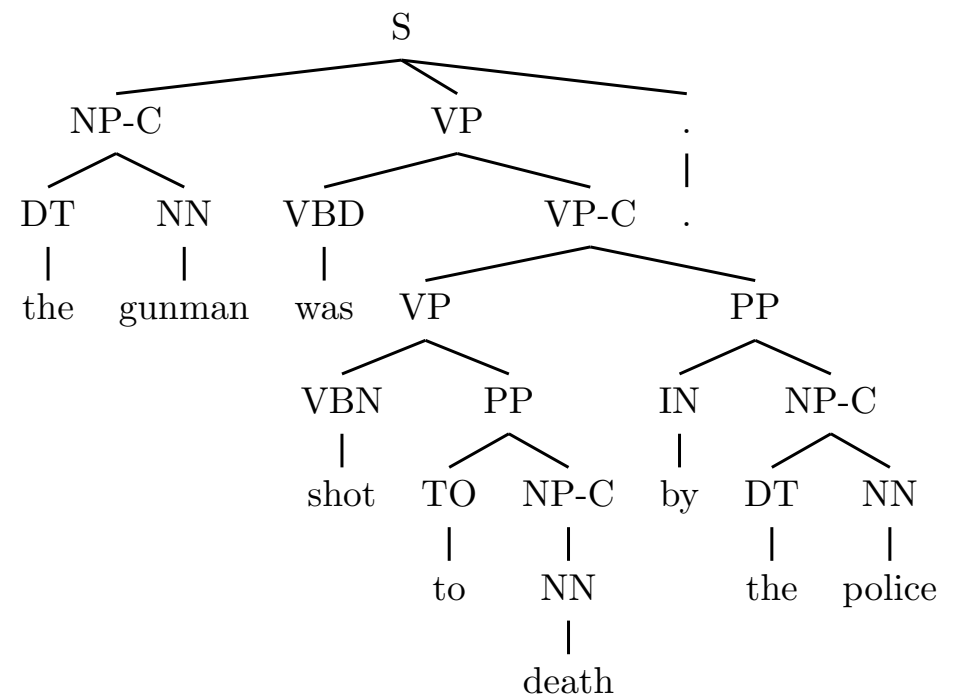 S
NP-C VP .
DT NN VBD VP-C .
the gunman was VP PP
VBN PP IN NP-C
shot TO NP-C by DT NN
to NN the police
death